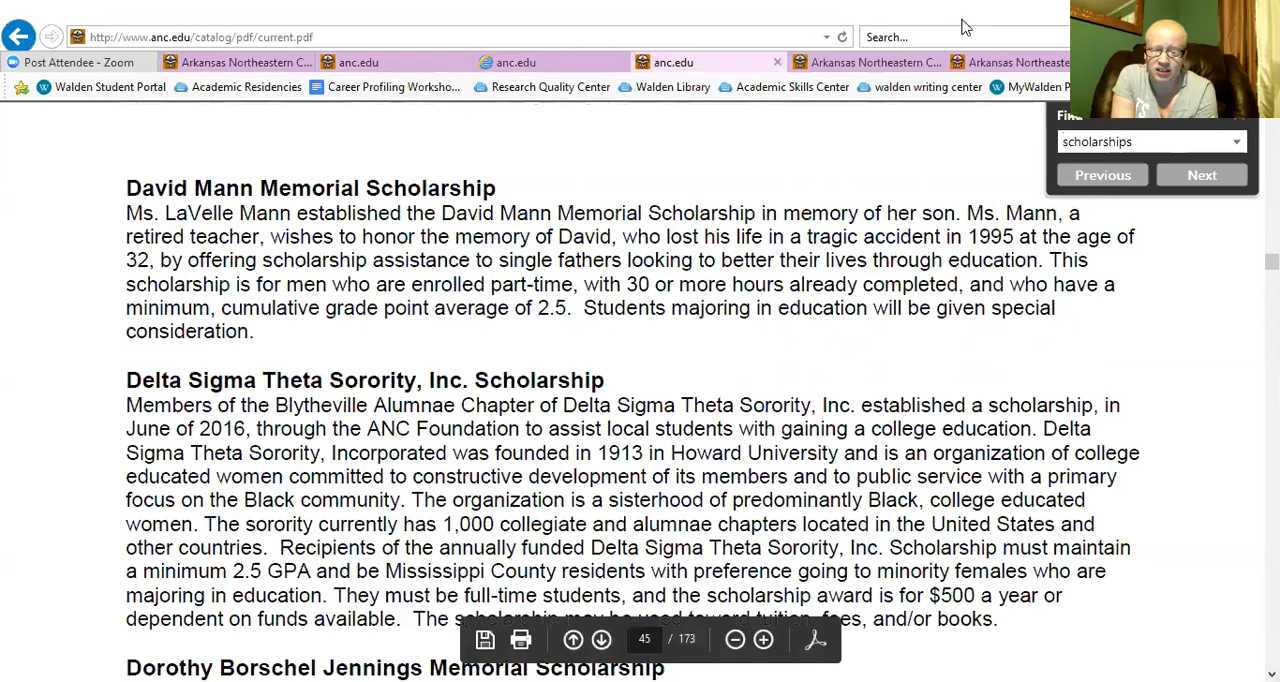 http://www.anc.edu/catalog/pdf/current.pdf
Search...
Post Attendee - Zoom
Arkansas Northeastern C...
anc.edu
anc.edu
anc.edu
Arkansas Northeastern C...
Arkansas Northeaste
Walden Student Portal
Academic Residencies
Career Profiling Worksho...
Research Quality Center
Walden Library
Academic Skills Center
walden writing center
MyWalden P
scholarships
Previous
Next
David Mann Memorial Scholarship
Ms. LaVelle Mann established the David Mann Memorial Scholarship in memory of her son. Ms. Mann, a
retired teacher, wishes to honor the memory of David, who lost his life in a tragic accident in 1995 at the age of
32, by offering scholarship assistance to single fathers looking to better their lives through education. This
scholarship is for men who are enrolled part-time, with 30 or more hours already completed, and who have a
minimum, cumulative grade point average of 2.5. Students majoring in education will be given special
consideration.
Delta Sigma Theta Sorority, Inc. Scholarship
Members of the Blytheville Alumnae Chapter of Delta Sigma Theta Sorority, Inc. established a scholarship, in
June of 2016, through the ANC Foundation to assist local students with gaining a college education. Delta
Sigma Theta Sorority, Incorporated was founded in 1913 in Howard University and is an organization of college
educated women committed to constructive development of its members and to public service with a primary
focus on the Black community. The organization is a sisterhood of predominantly Black, college educated
women. The sorority currently has 1,000 collegiate and alumnae chapters located in the United States and
other countries. Recipients of the annually funded Delta Sigma Theta Sorority, Inc. Scholarship must maintain
a minimum 2.5 GPA and be Mississippi County residents with preference going to minority females who are
majoring in education. They must be full-time students, and the scholarship award is for $500 a year or
dependent on funds available. The scholarship may be used toward tuition, fees, and/or books.
45 / 173
Dorothy Borschel Jennings Memorial Scholarship